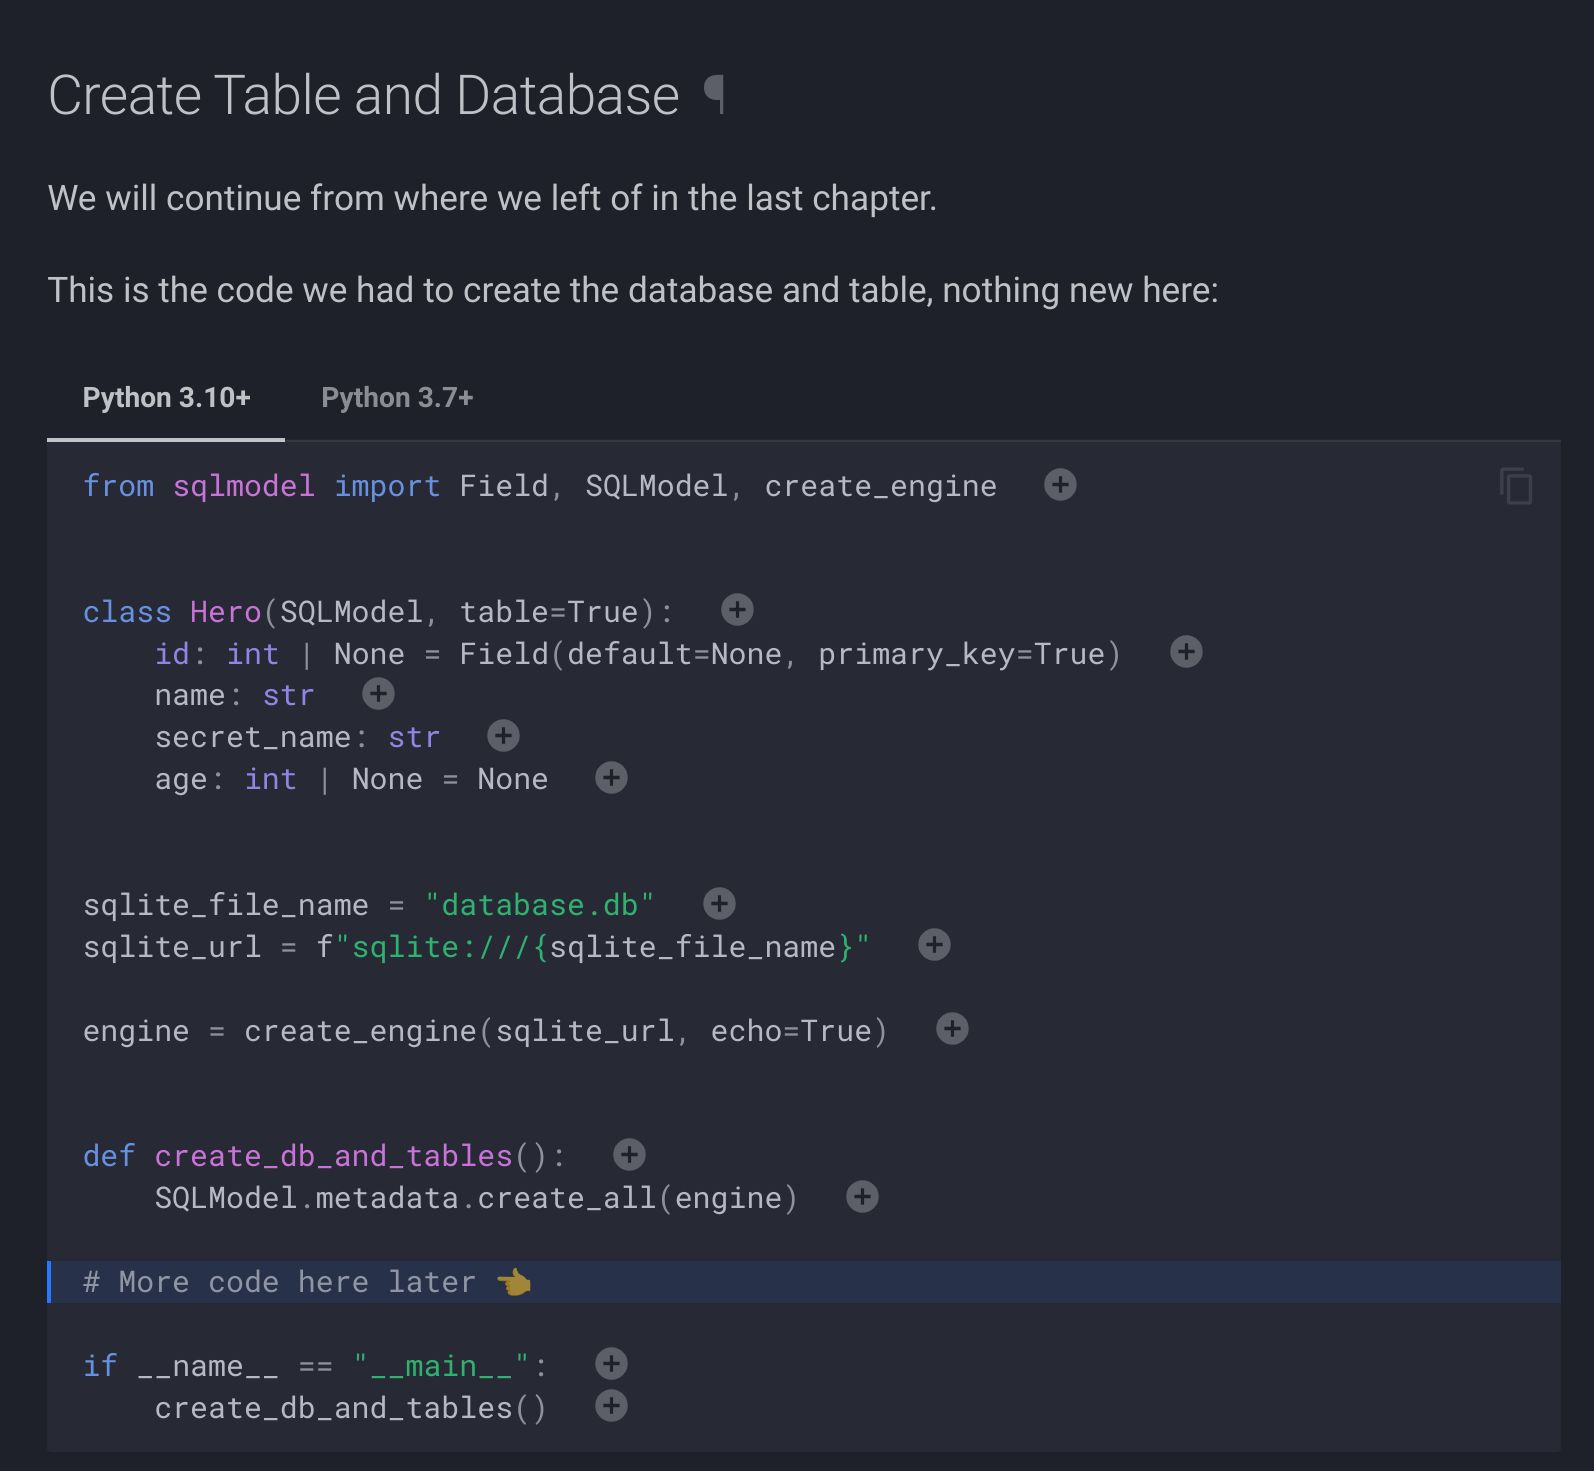 Create Table and Database ¶
We will continue from where we left of in the last chapter.
This is the code we had to create the database and table, nothing new here:
Python 3.10+ Python 3.7+
from sqlmodel import Field, SQLModel, create_engine
class Hero(SQLModel, table=True):
    id: int | None = Field(default=None, primary_key=True)
    name: str
    secret_name: str
    age: int | None = None
sqlite_file_name = "database.db"
sqlite_url = f"sqlite:///{sqlite_file_name}"
engine = create_engine(sqlite_url, echo=True)
def create_db_and_tables():
    SQLModel.metadata.create_all(engine)
# More code here later 👈
if __name__ == "__main__":
    create_db_and_tables()